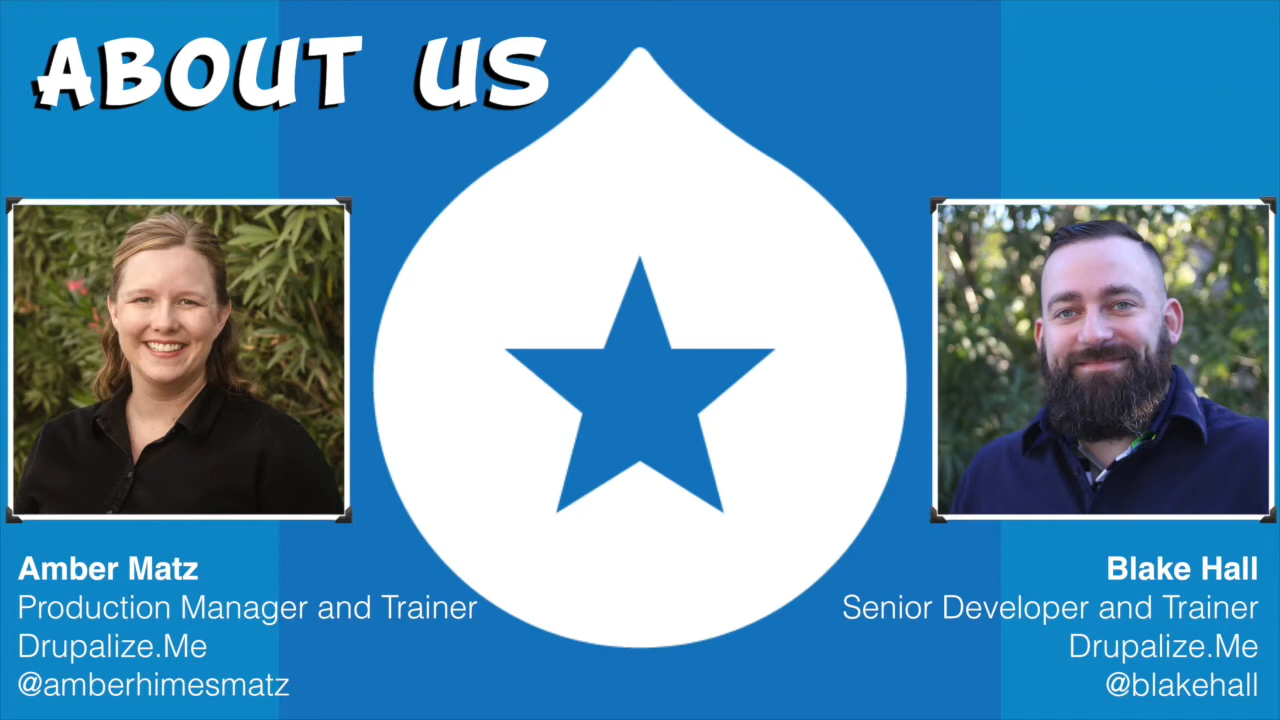 ABOUT US
Amber Matz
Production Manager and Trainer
Drupalize.Me
@amberhimesmatz
Blake Hall
Senior Developer and Trainer
Drupalize.Me
@blakehall